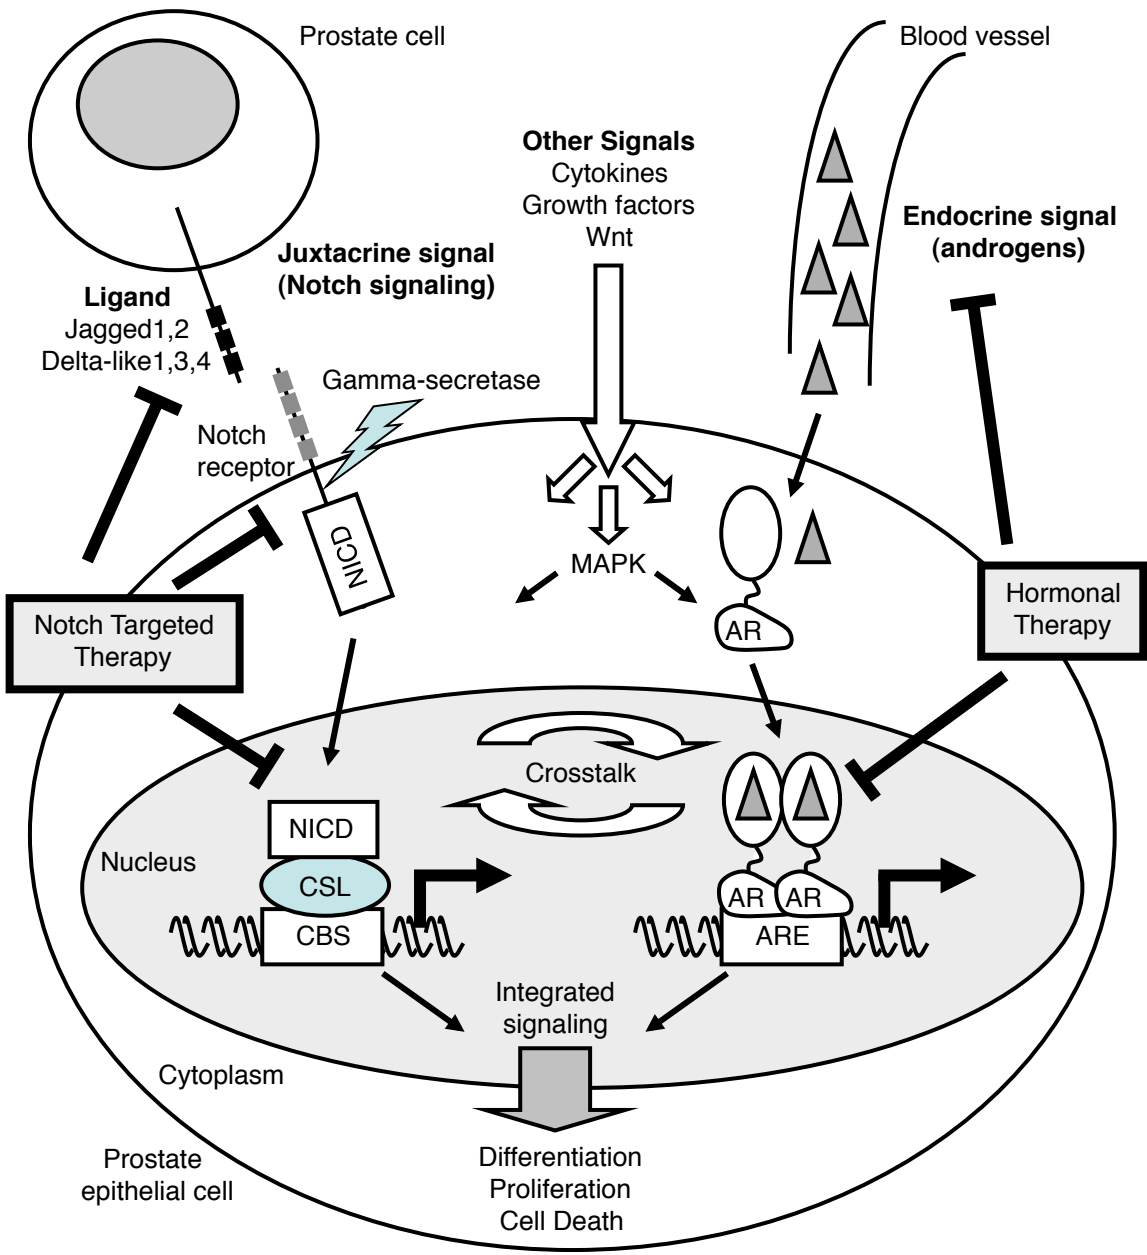 Prostate cell
Blood vessel
Other Signals
Cytokines
Growth factors
Wnt
Endocrine signal
(androgens)
Juxtacrine signal
(Notch signaling)
Ligand
Jagged1,2
Delta-like1,3,4
Gamma-secretase
Notch
receptor
NICD
MAPK
AR
Notch Targeted
Therapy
Hormonal
Therapy
Crosstalk
NICD
CSL
CBS
Nucleus
AR
AR
ARE
Integrated
signaling
Cytoplasm
Prostate
epithelial cell
Differentiation
Proliferation
Cell Death